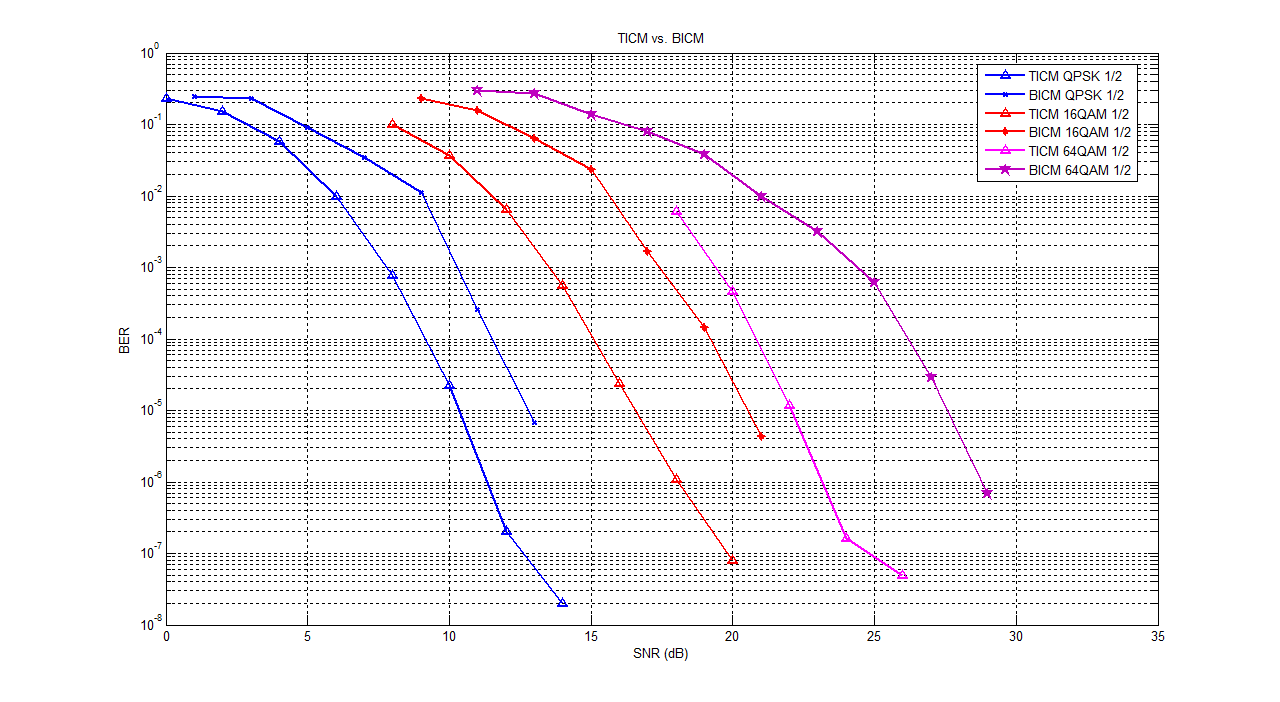 TICM vs. BICM
TICM QPSK 1/2
BICM QPSK 1/2
TICM 16QAM 1/2
BICM 16QAM 1/2
TICM 64QAM 1/2
BICM 64QAM 1/2
BER
10^0
10^-1
10^-2
10^-3
10^-4
10^-5
10^-6
10^-7
10^-8
0 5 10 15 20 25 30 35
SNR (dB)